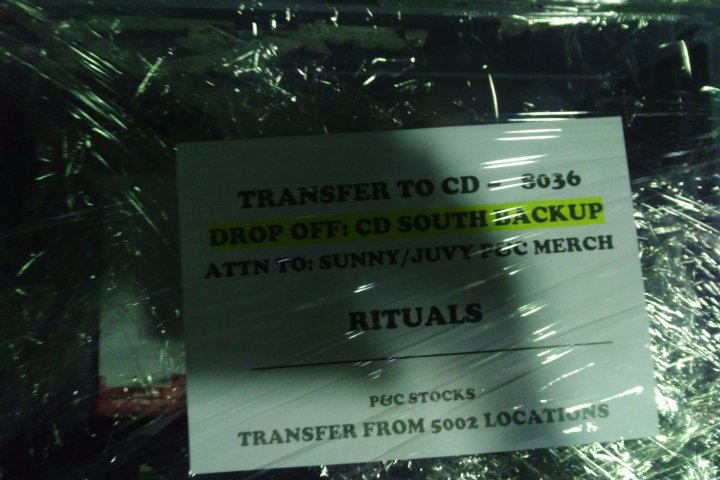 TRANSFER TO CD - 8036
DROP OFF: CD SOUTH BACKUP
ATTN TO: SUNNY/JUVY P&C MERCH
RITUALS
P&C STOCKS
TRANSFER FROM 5002 LOCATIONS